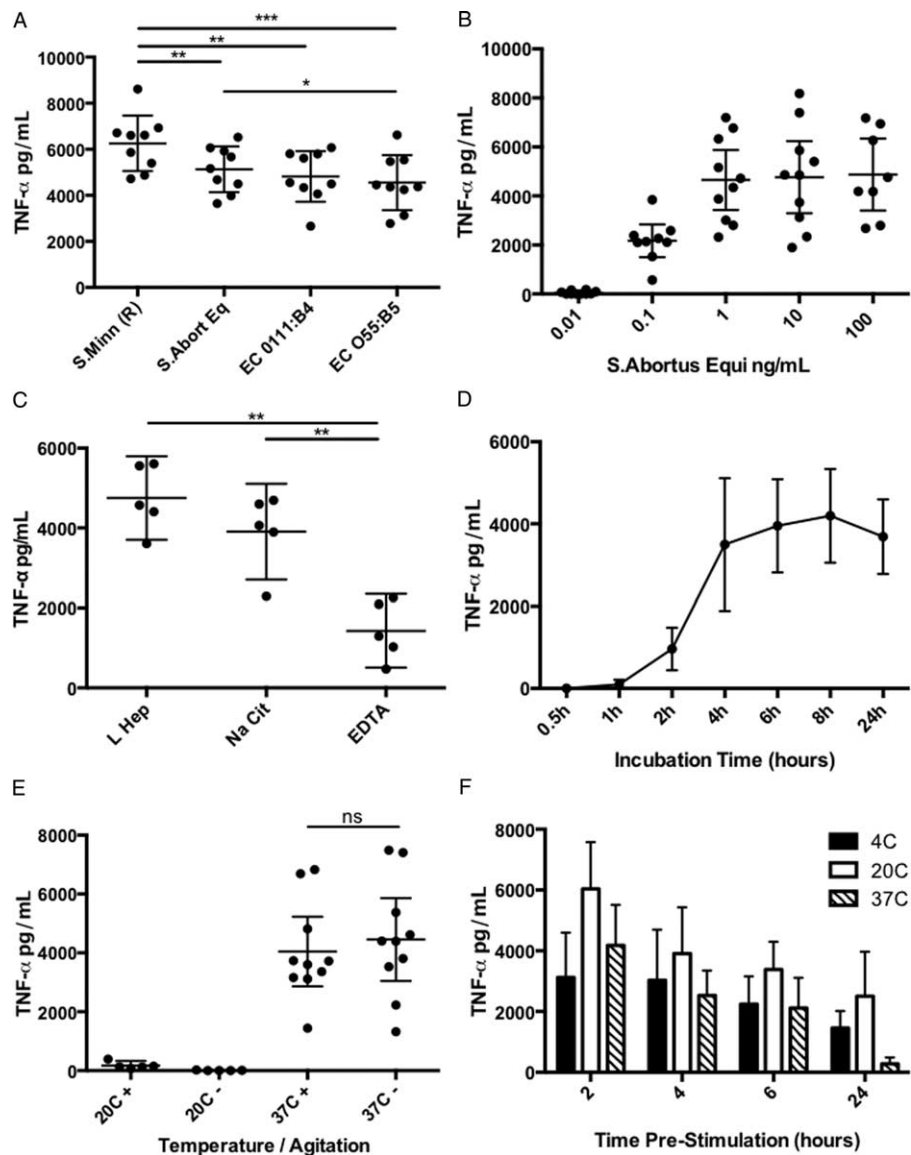 A
***
**
**
*
10000
8000
6000
4000
2000
0
TNF-α pg/mL
S.Minn (R)
S.Abort Eq
EC 0111:B4
EC O55:B5
B
10000
8000
6000
4000
2000
0
TNF-α pg/mL
0.01
0.1
1
10
100
S.Abortus Equi ng/mL
C
**
**
6000
4000
2000
0
TNF-α pg/mL
L Hep
Na Cit
EDTA
D
6000
4000
2000
0
TNF-α pg/mL
0.5h
1h
2h
4h
6h
8h
24h
Incubation Time (hours)
E
ns
8000
6000
4000
2000
0
TNF-α pg/mL
20C +
20C -
37C +
37C -
Temperature / Agitation
F
8000
6000
4000
2000
0
TNF-α pg/mL
4C
20C
37C
2
4
6
24
Time Pre-Stimulation (hours)